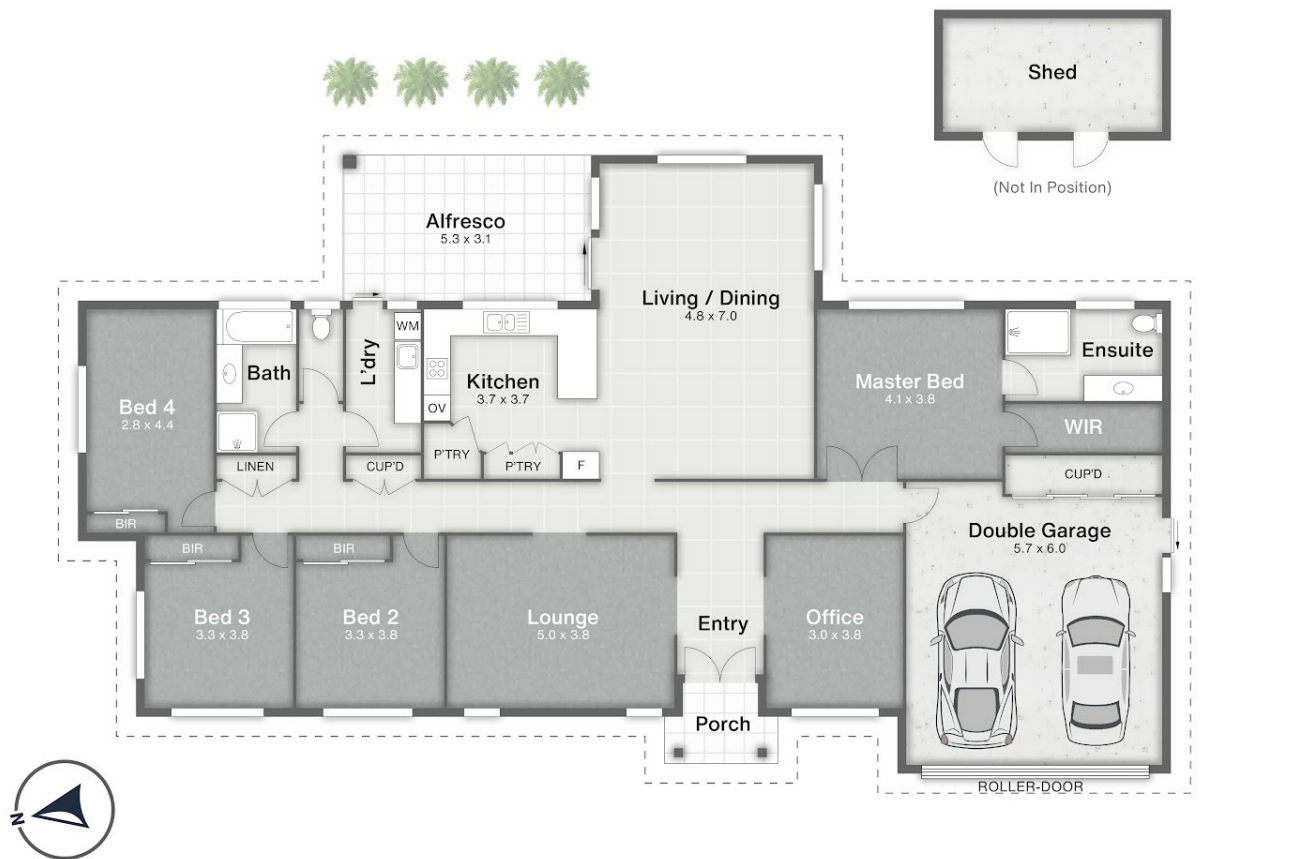 Shed
(Not In Position)
Alfresco
5.3 x 3.1
Living / Dining
4.8 x 7.0
WM
L'dry
Bath
Kitchen
3.7 x 3.7
OV
Ensuite
Master Bed
4.1 x 3.8
Bed 4
2.8 x 4.4
WIR
LINEN
CUP'D
P'TRY
P'TRY
F
CUP'D
BIR
Double Garage
5.7 x 6.0
BIR
BIR
Bed 3
3.3 x 3.8
Bed 2
3.3 x 3.8
Lounge
5.0 x 3.8
Entry
Office
3.0 x 3.8
Porch
ROLLER-DOOR
N